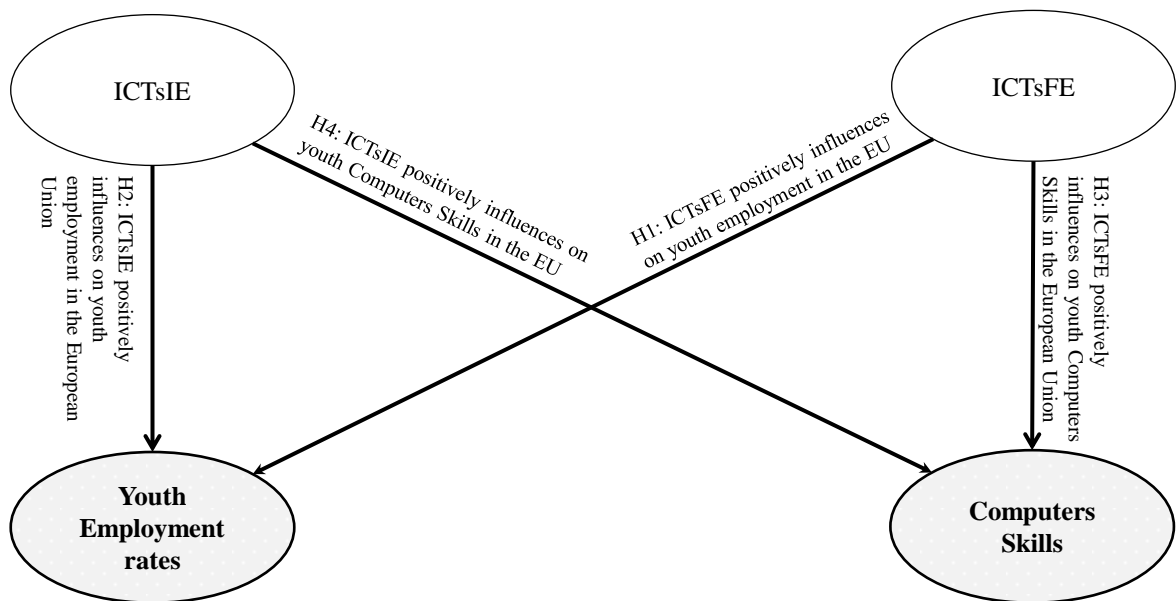 ICTsIE
ICTsFE
H4: ICTsIE positively influences on
youth Computers Skills in the EU
H1: ICTsFE positively influences
on youth employment in the EU
H2: ICTsIE positively
influences on youth
employment in the European
Union
H3: ICTsFE positively
influences on youth Computers
Skills in the European Union
Youth
Employment
rates
Computers
Skills